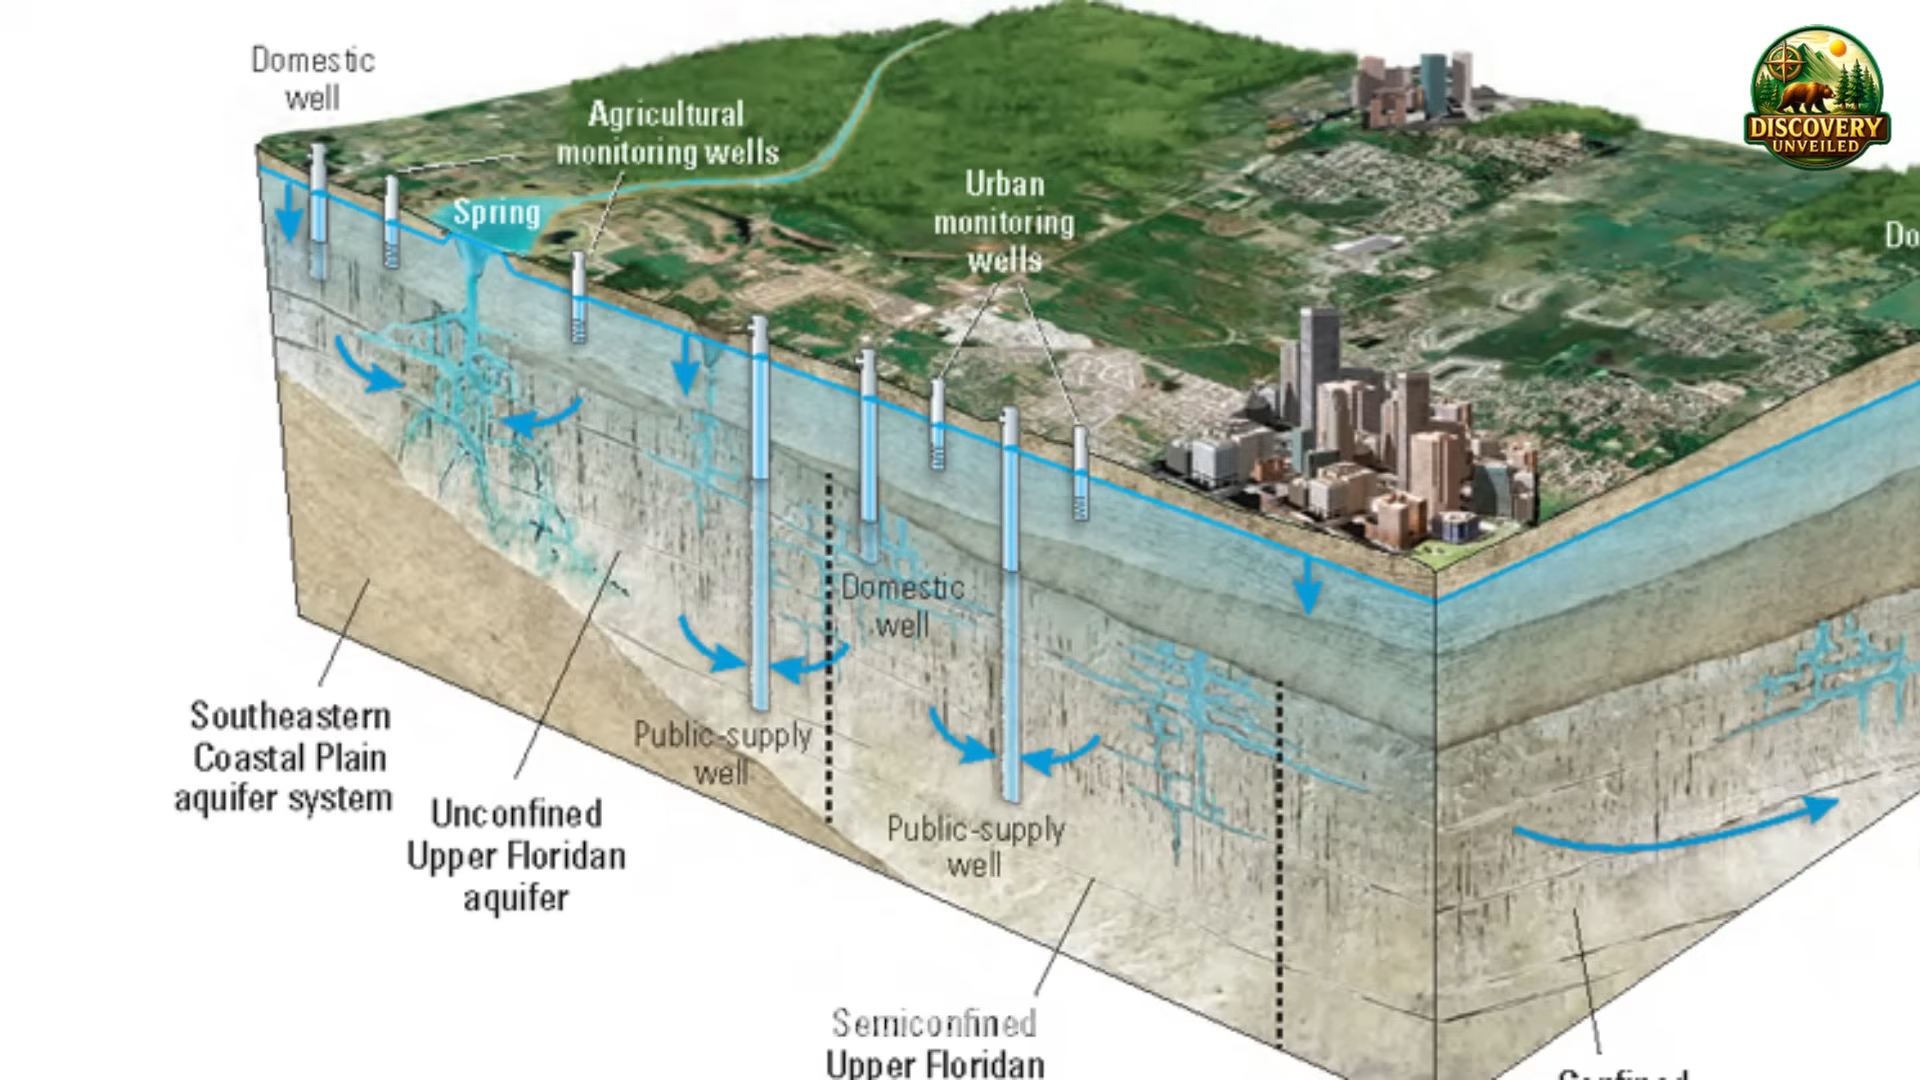 Domestic
well
Agricultural
monitoring wells
Spring
Urban
monitoring
wells
DISCOVERY
UNVEILED
Do
Domestic
well
Public-supply
well
Public-supply
well
Southeastern
Coastal Plain
aquifer system
Unconfined
Upper Floridan
aquifer
Semiconfined
Upper Floridan